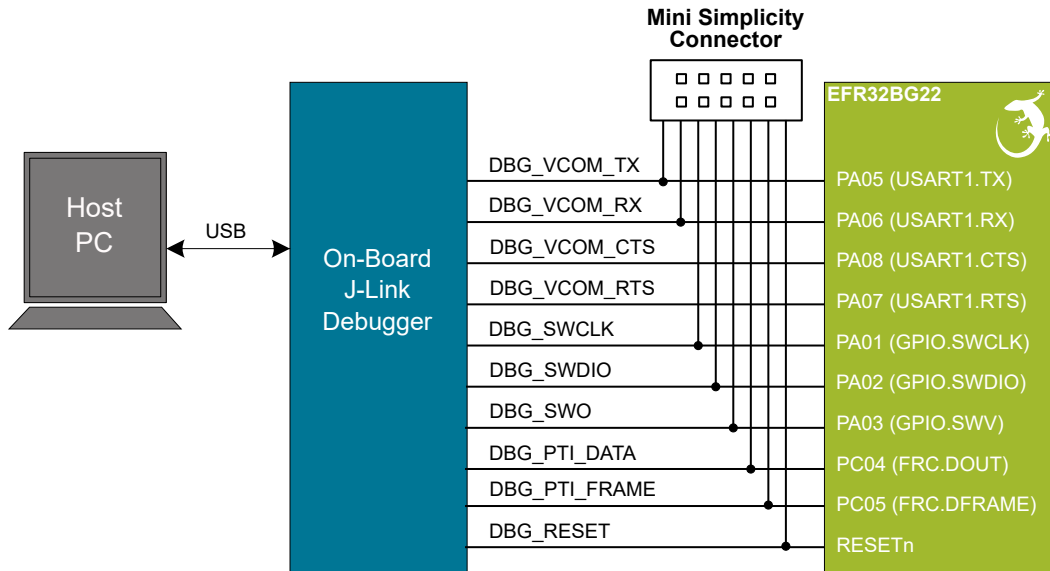 Mini Simplicity
Connector
EFR32BG22
Host
PC
USB
On-Board
J-Link
Debugger
DBG_VCOM_TX
PA05 (USART1.TX)
DBG_VCOM_RX
PA06 (USART1.RX)
DBG_VCOM_CTS
PA08 (USART1.CTS)
DBG_VCOM_RTS
PA07 (USART1.RTS)
DBG_SWCLK
PA01 (GPIO.SWCLK)
DBG_SWDIO
PA02 (GPIO.SWDIO)
DBG_SWO
PA03 (GPIO.SWV)
DBG_PTI_DATA
PC04 (FRC.DOUT)
DBG_PTI_FRAME
PC05 (FRC.DFRAME)
DBG_RESET
RESETn